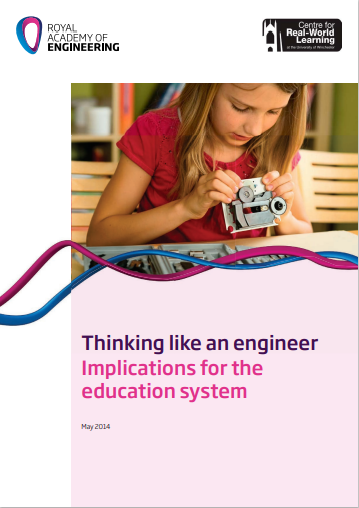 ROYAL
ACADEMY OF
ENGINEERING
Centre for
Real-World
Learning
at the University of Winchester
Thinking like an engineer
Implications for the
education system
May 2014